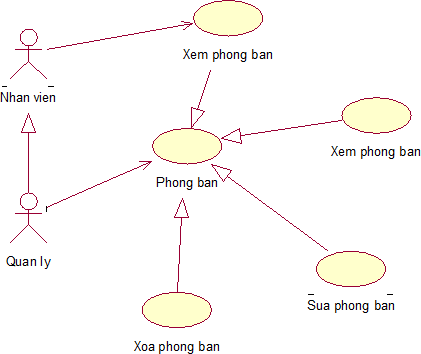 Xem phong ban
Nhan vien
Xem phong ban
Phong ban
Quan ly
Sua phong ban
Xoa phong ban